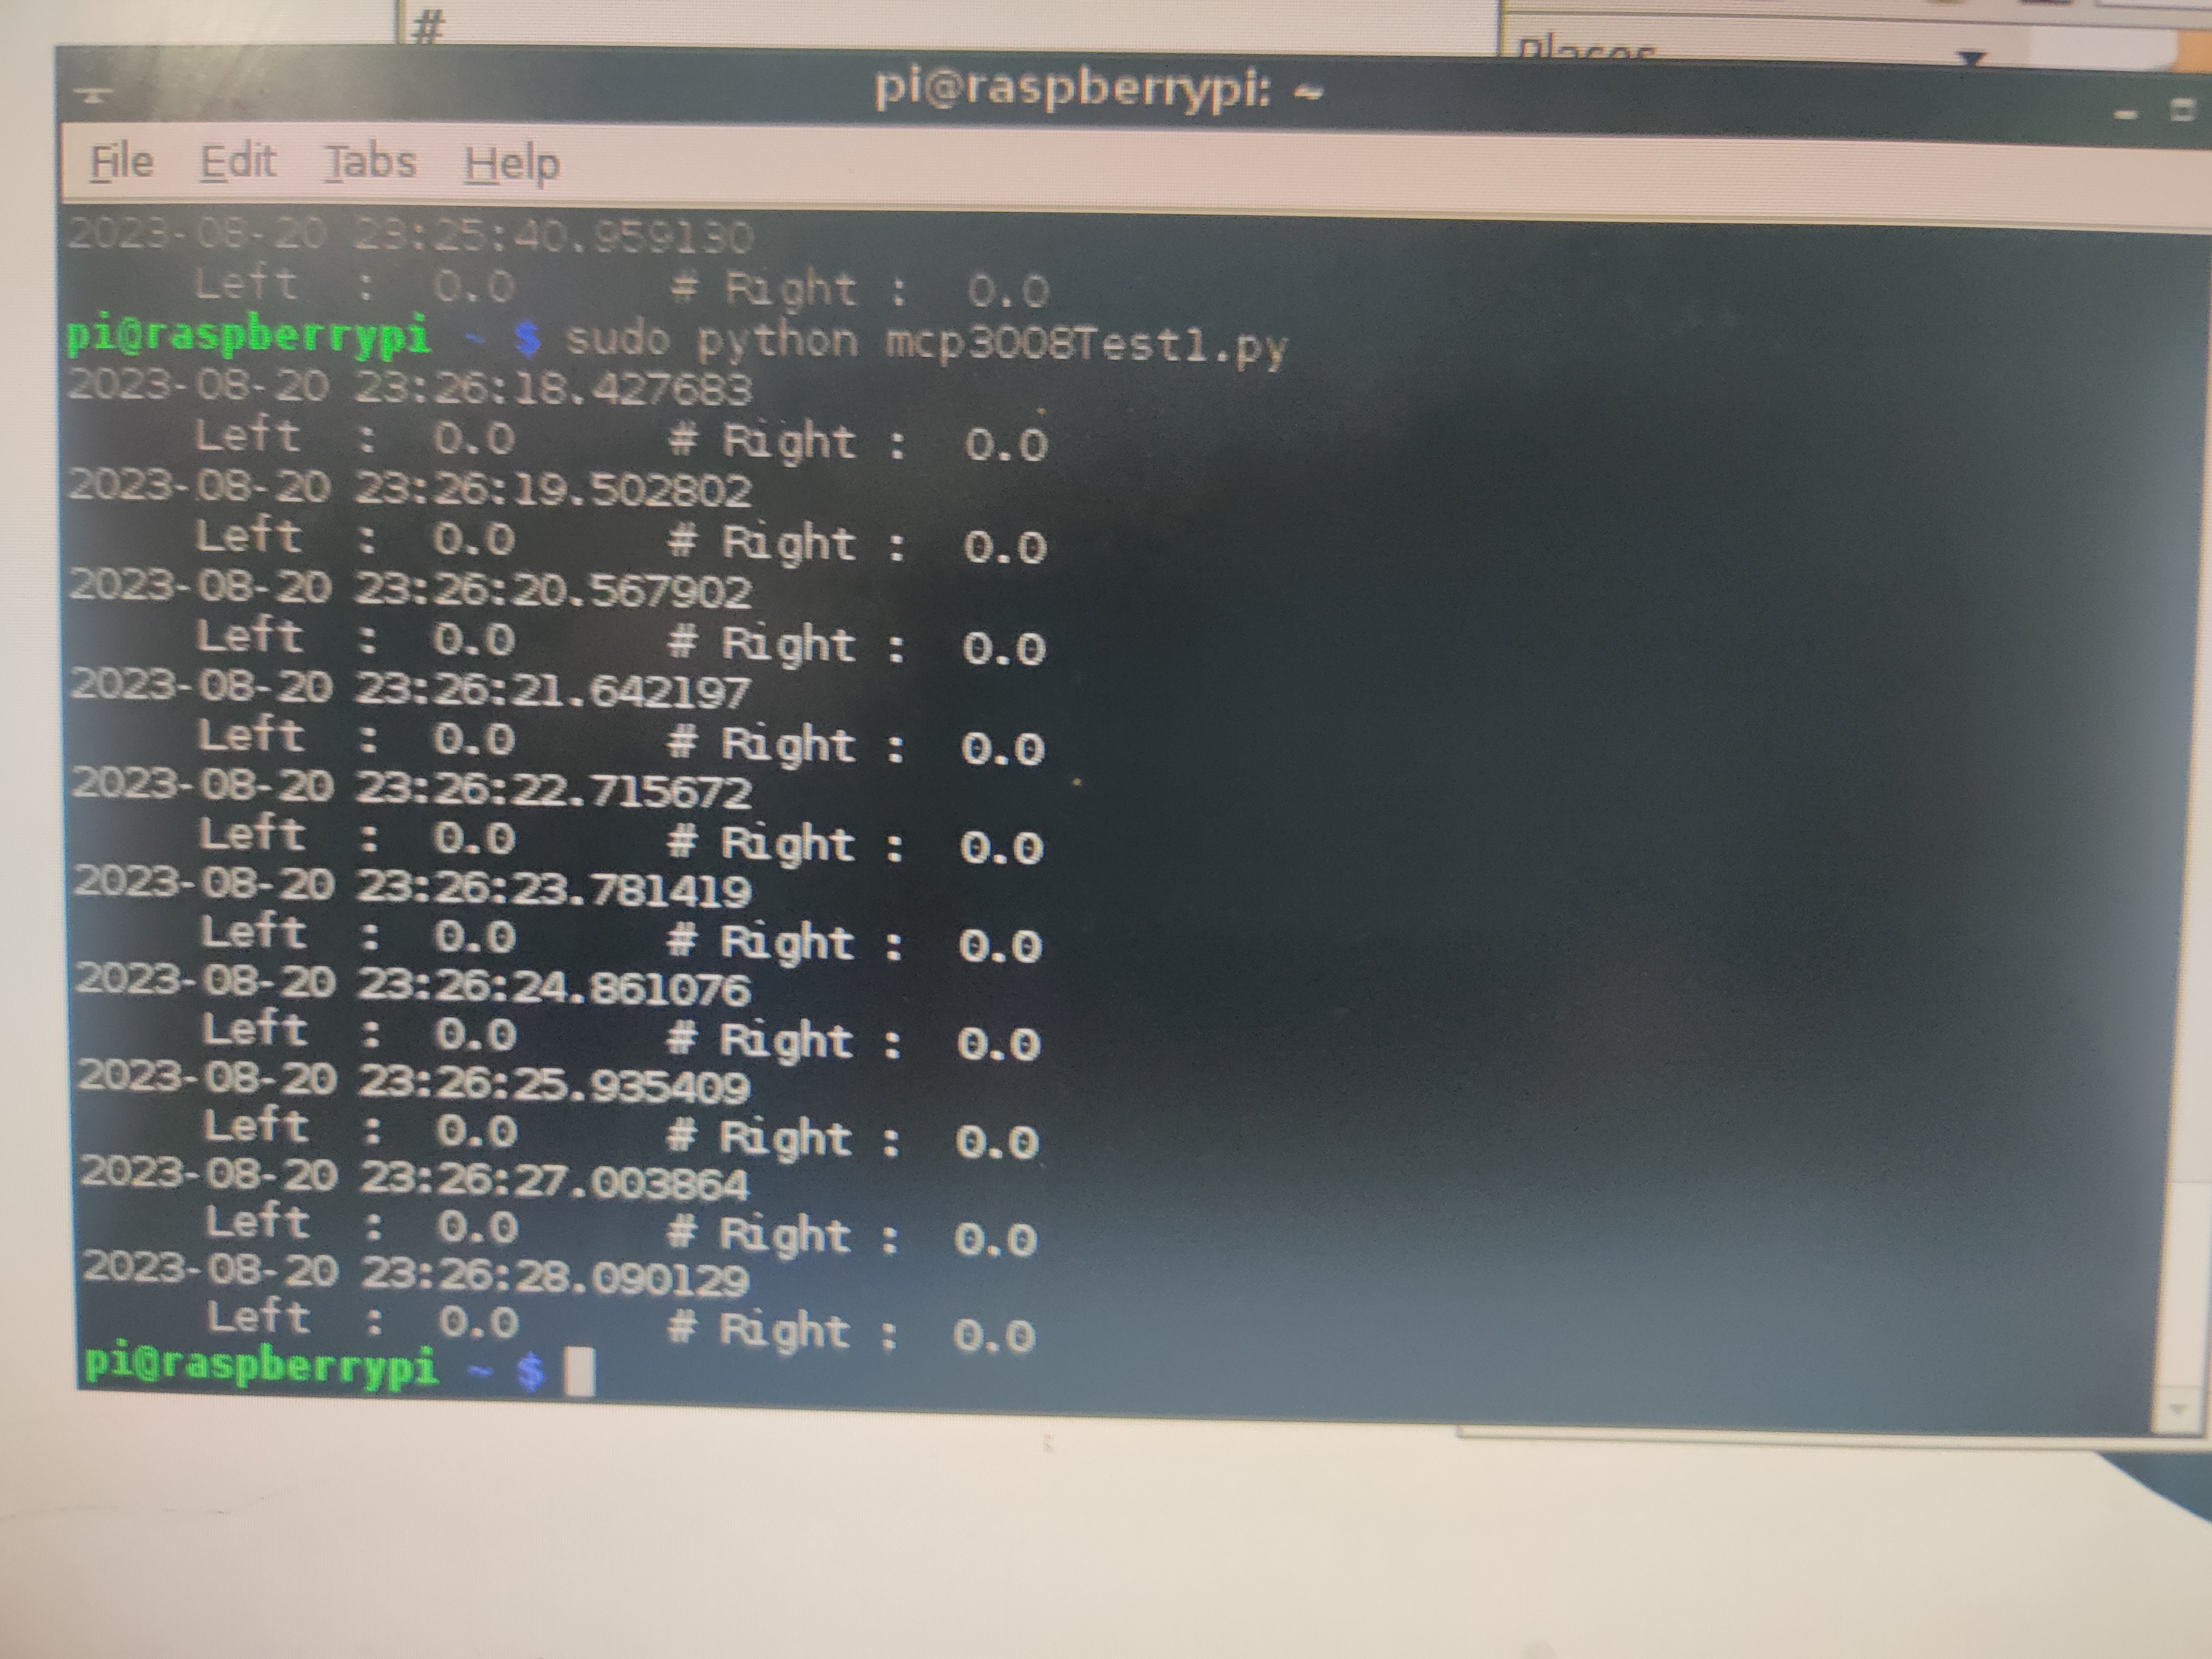 #
Places
pi@raspberrypi: ~
File Edit Tabs Help
2023-08-20 23:25:40.959130
Left : 0.0 # Right : 0.0
pi@raspberrypi ~ $ sudo python mcp3008Test1.py
2023-08-20 23:26:18.427683
Left : 0.0 # Right : 0.0
2023-08-20 23:26:19.502802
Left : 0.0 # Right : 0.0
2023-08-20 23:26:20.567902
Left : 0.0 # Right : 0.0
2023-08-20 23:26:21.642197
Left : 0.0 # Right : 0.0
2023-08-20 23:26:22.715672
Left : 0.0 # Right : 0.0
2023-08-20 23:26:23.781419
Left : 0.0 # Right : 0.0
2023-08-20 23:26:24.861076
Left : 0.0 # Right : 0.0
2023-08-20 23:26:25.935409
Left : 0.0 # Right : 0.0
2023-08-20 23:26:27.003864
Left : 0.0 # Right : 0.0
2023-08-20 23:26:28.090129
Left : 0.0 # Right : 0.0
pi@raspberrypi ~ $